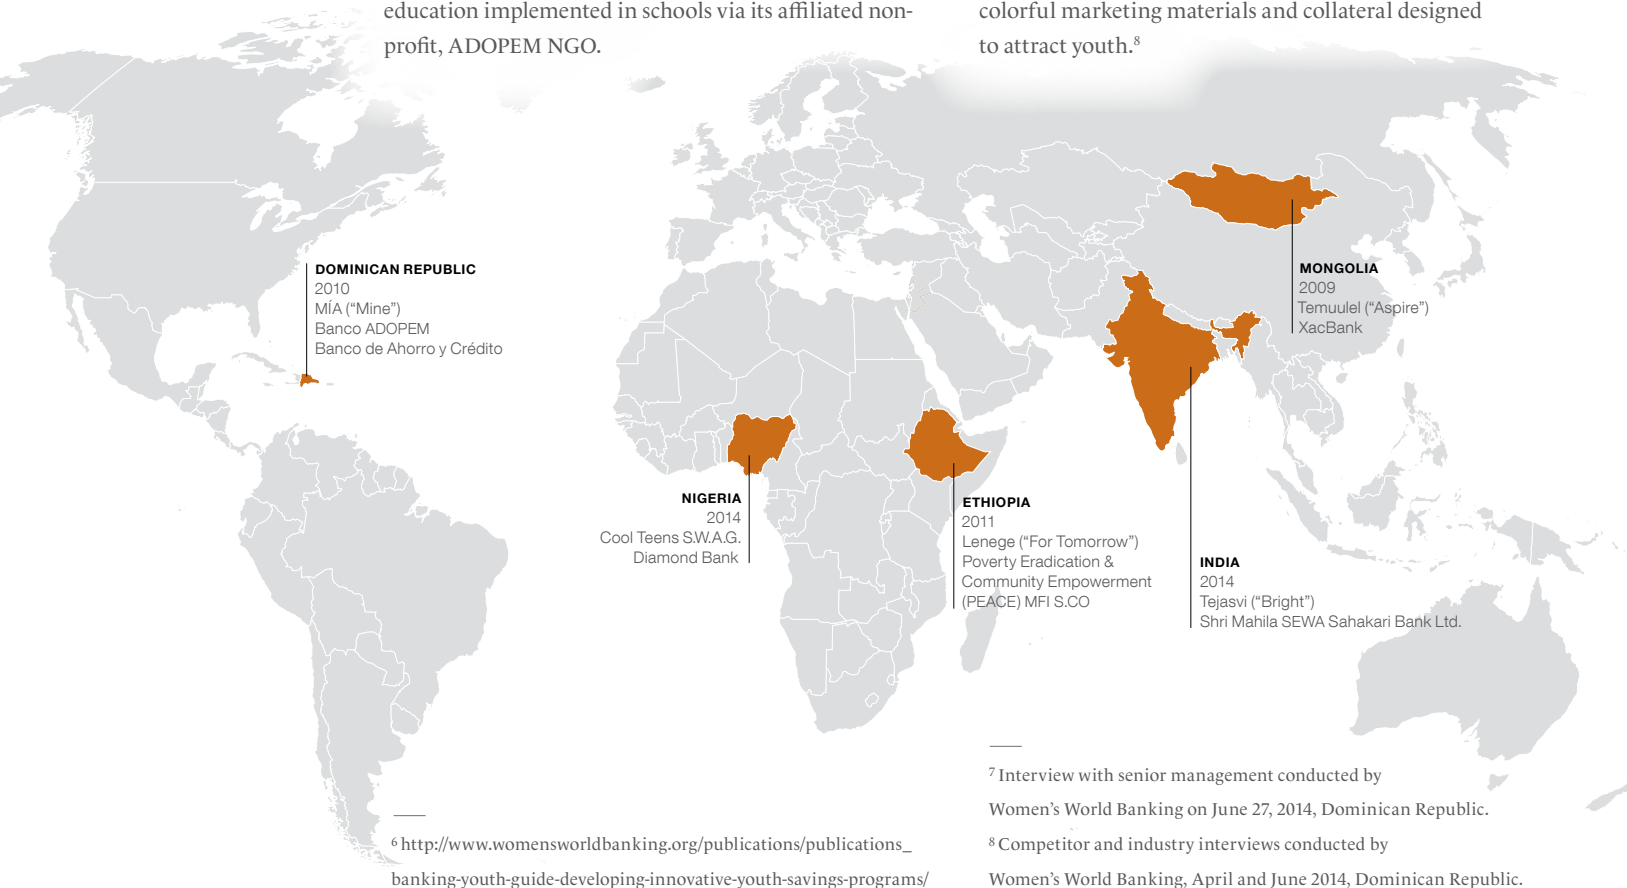 education implemented in schools via its affiliated non-
profit, ADOPEM NGO.
colorful marketing materials and collateral designed
to attract youth.⁸
DOMINICAN REPUBLIC
2010
MÍA (“Mine”)
Banco ADOPEM
Banco de Ahorro y Crédito
MONGOLIA
2009
Temuulel (“Aspire”)
XacBank
NIGERIA
2014
Cool Teens S.W.A.G.
Diamond Bank
ETHIOPIA
2011
Lenege (“For Tomorrow”)
Poverty Eradication &
Community Empowerment
(PEACE) MFI S.CO
INDIA
2014
Tejasvi (“Bright”)
Shri Mahila SEWA Sahakari Bank Ltd.
⁶ http://www.womensworldbanking.org/publications/publications_
banking-youth-guide-developing-innovative-youth-savings-programs/
⁷ Interview with senior management conducted by
Women’s World Banking on June 27, 2014, Dominican Republic.
⁸ Competitor and industry interviews conducted by
Women’s World Banking, April and June 2014, Dominican Republic.